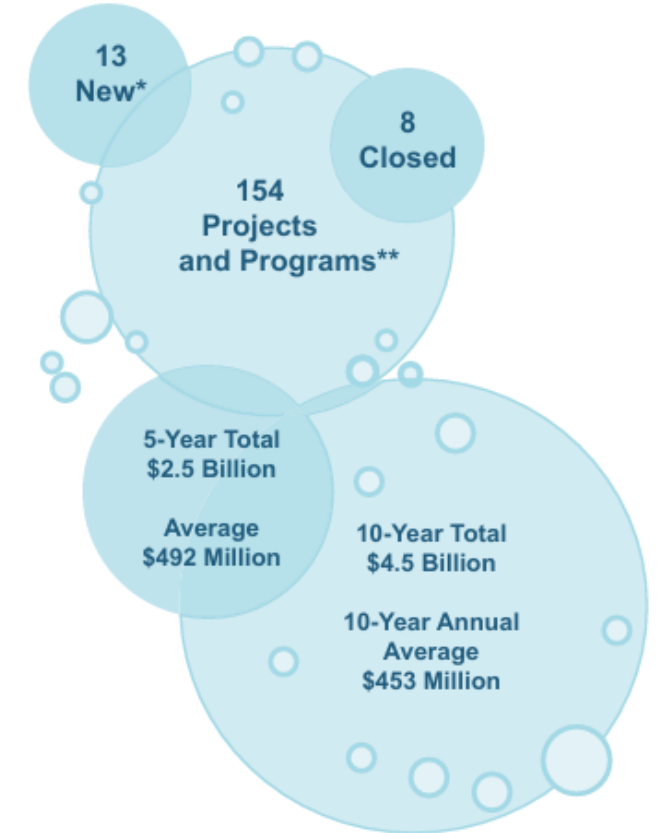 13
New*
8
Closed
154
Projects
and Programs**
5-Year Total
$2.5 Billion
Average
$492 Million
10-Year Total
$4.5 Billion
10-Year Annual
Average
$453 Million